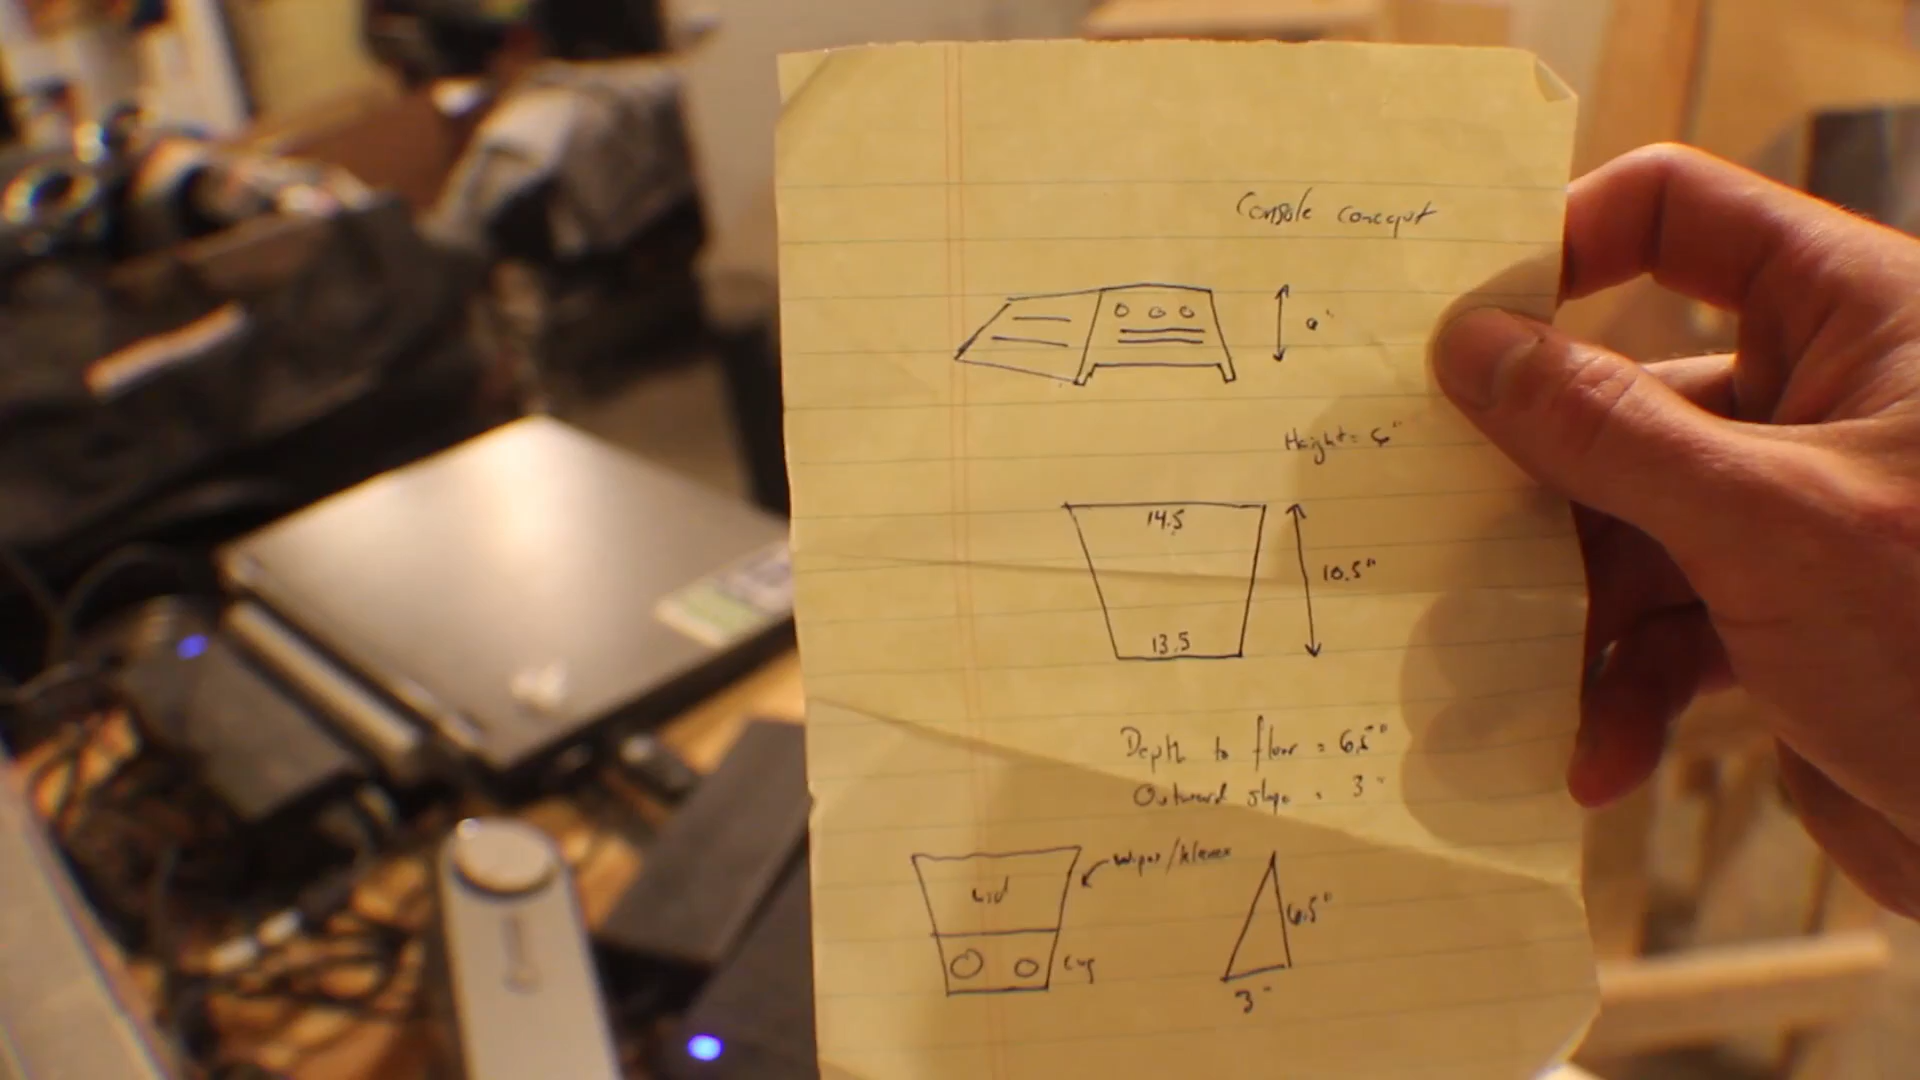 Console concept
Height = 6"
14.5
10.5"
13.5
Depth to floor = 6.5"
Outward slope = 3"
wipes/klenex
Lid
6.5"
Cup
3"